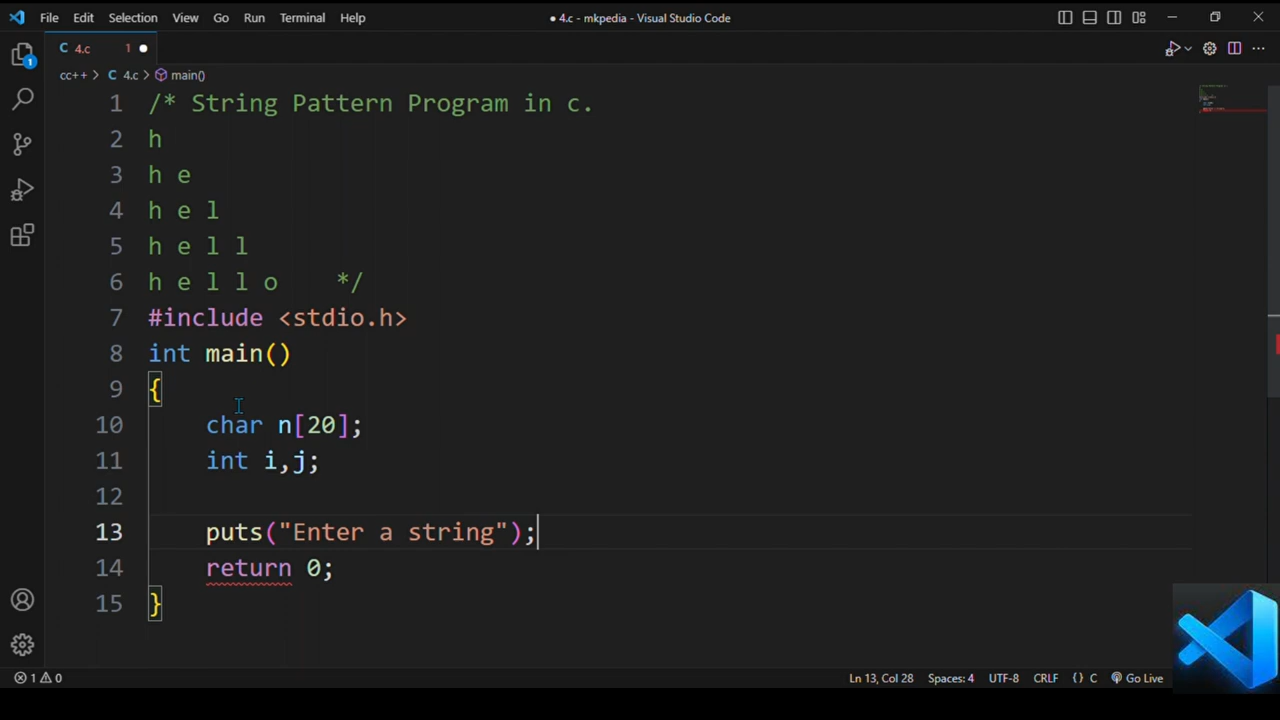 File Edit Selection View Go Run Terminal Help ● 4.c - mkpedia - Visual Studio Code
C 4.c 1 ●
cc++ > C 4.c > main()
1 /* String Pattern Program in c.
2 h
3 h e
4 h e l
5 h e l l
6 h e l l o */
7 #include <stdio.h>
8 int main()
9 {
10 char n[20];
11 int i,j;
12
13 puts("Enter a string");
14 return 0;
15 }
1
1 0 Ln 13, Col 28 Spaces: 4 UTF-8 CRLF {} C Go Live